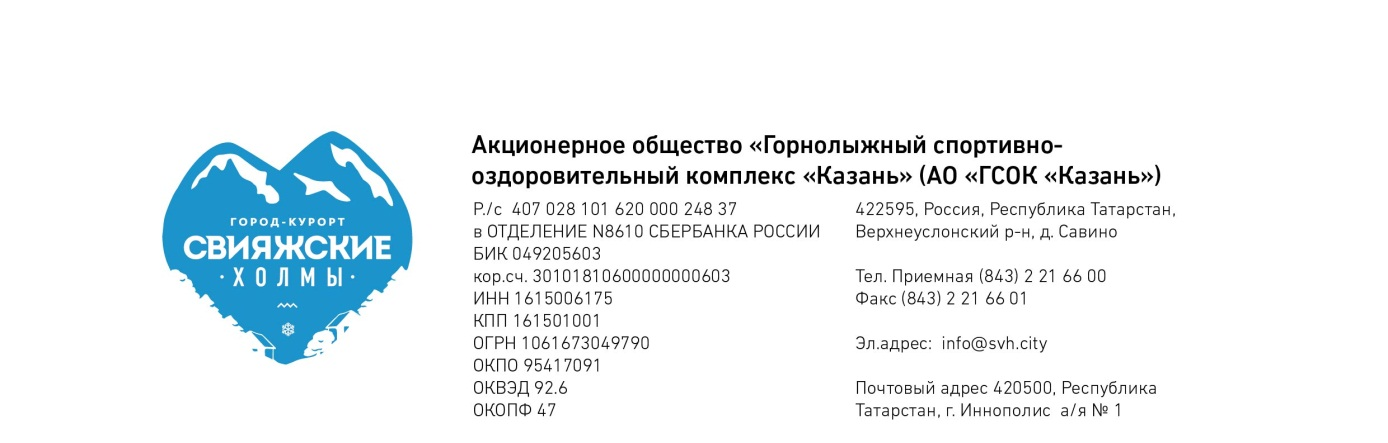 ГОРОД-КУРОРТ
СВИЯЖСКИЕ
·ХОЛМЫ·
Акционерное общество «Горнолыжный спортивно-
оздоровительный комплекс «Казань» (АО «ГСОК «Казань»)
Р./с 407 028 101 620 000 248 37
в ОТДЕЛЕНИЕ N8610 СБЕРБАНКА РОССИИ
БИК 049205603
кор.сч. 30101810600000000603
ИНН 1615006175
КПП 161501001
ОГРН 1061673049790
ОКПО 95417091
ОКВЭД 92.6
ОКОПФ 47
422595, Россия, Республика Татарстан,
Верхнеуслонский р-н, д. Савино
Тел. Приемная (843) 2 21 66 00
Факс (843) 2 21 66 01
Эл.адрес: info@svh.city
Почтовый адрес 420500, Республика
Татарстан, г. Иннополис а/я № 1